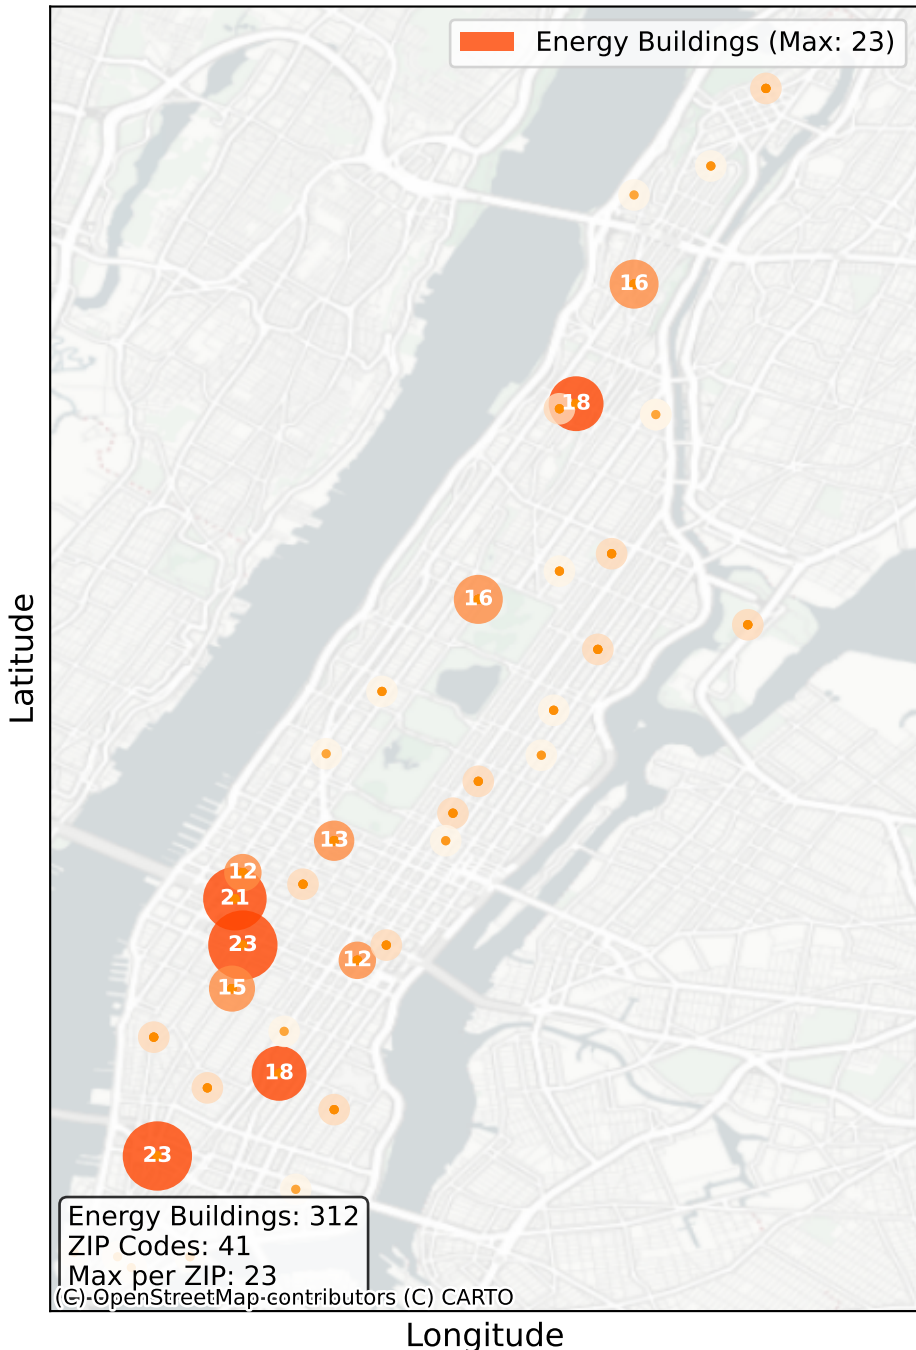 Energy Buildings (Max: 23)
16
18
16
13
12
21
23
12
15
18
23
Energy Buildings: 312
ZIP Codes: 41
Max per ZIP: 23
(C) OpenStreetMap contributors (C) CARTO
Latitude
Longitude